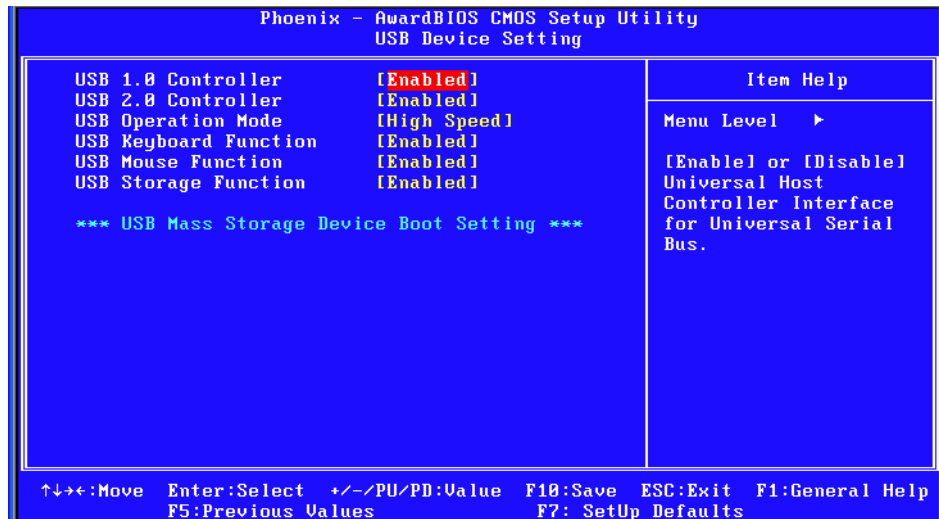 Phoenix - AwardBIOS CMOS Setup Utility
USB Device Setting
USB 1.0 Controller [Enabled]
USB 2.0 Controller [Enabled]
USB Operation Mode [High Speed]
USB Keyboard Function [Enabled]
USB Mouse Function [Enabled]
USB Storage Function [Enabled]
*** USB Mass Storage Device Boot Setting ***
Item Help
Menu Level ►
[Enable] or [Disable]
Universal Host
Controller Interface
for Universal Serial
Bus.
↑↓→←:Move Enter:Select +/-/PU/PD:Value F10:Save ESC:Exit F1:General Help
F5:Previous Values F7: SetUp Defaults